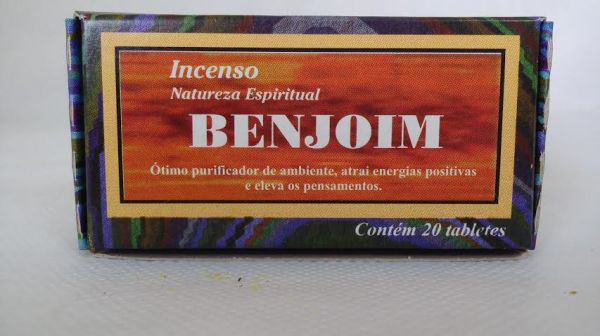 Incenso
Natureza Espiritual
BENJOIM
Ótimo purificador de ambiente, atrai energias positivas
e eleva os pensamentos.
Contém 20 tabletes